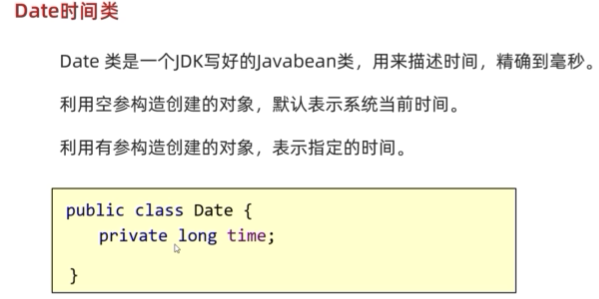 Date时间类
Date 类是一个JDK写好的Javabean类，用来描述时间，精确到毫秒。
利用空参构造创建的对象，默认表示系统当前时间。
利用有参构造创建的对象，表示指定的时间。
public class Date {
private long time;
}